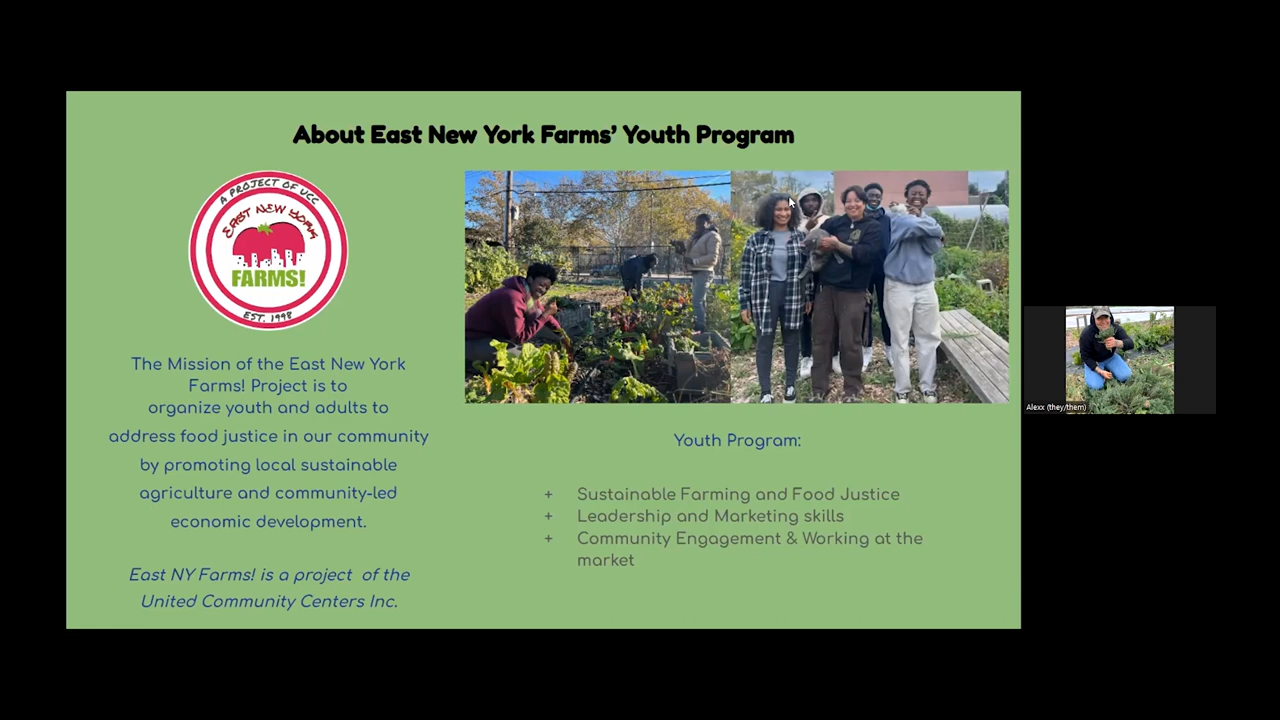 About East New York Farms' Youth Program
A PROJECT OF UCC
EAST NEW YORK
FARMS!
EST. 1998
The Mission of the East New York
Farms! Project is to
organize youth and adults to
address food justice in our community
by promoting local sustainable
agriculture and community-led
economic development.
East NY Farms! is a project of the
United Community Centers Inc.
Youth Program:
+ Sustainable Farming and Food Justice
+ Leadership and Marketing skills
+ Community Engagement & Working at the
market
Alexx (they/them)